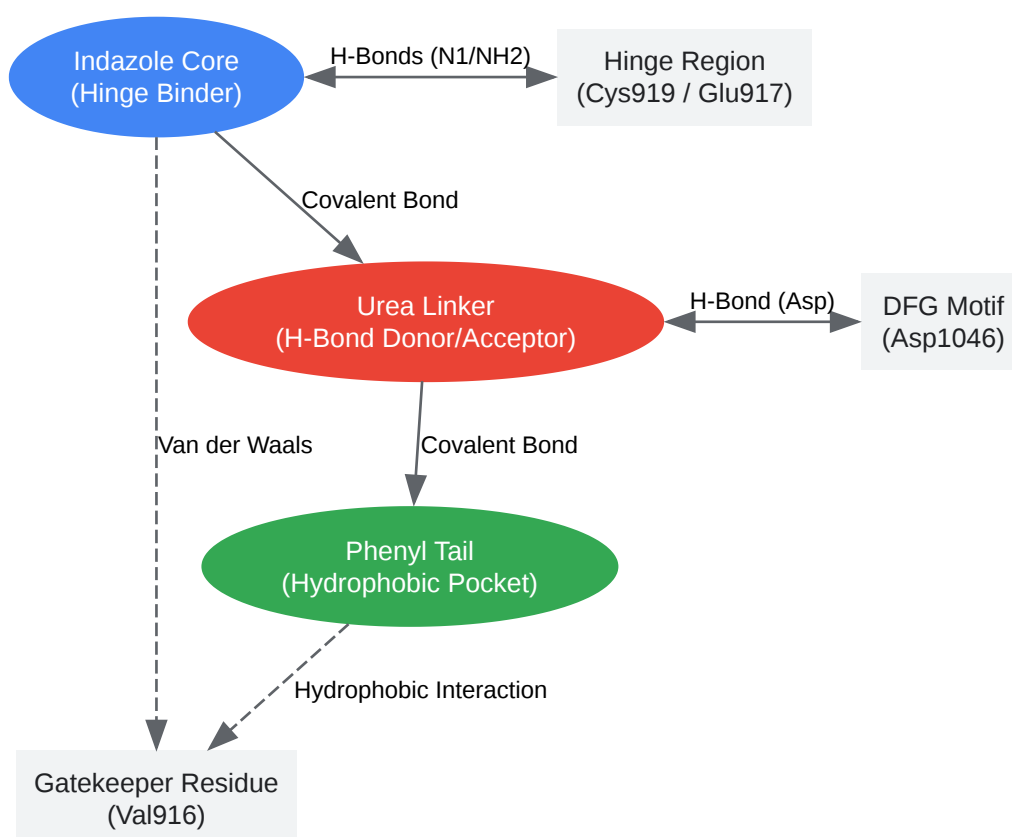 Indazole Core
(Hinge Binder)
H-Bonds (N1/NH2)
Hinge Region
(Cys919 / Glu917)
Covalent Bond
Urea Linker
(H-Bond Donor/Acceptor)
H-Bond (Asp)
DFG Motif
(Asp1046)
Van der Waals
Covalent Bond
Phenyl Tail
(Hydrophobic Pocket)
Hydrophobic Interaction
Gatekeeper Residue
(Val916)